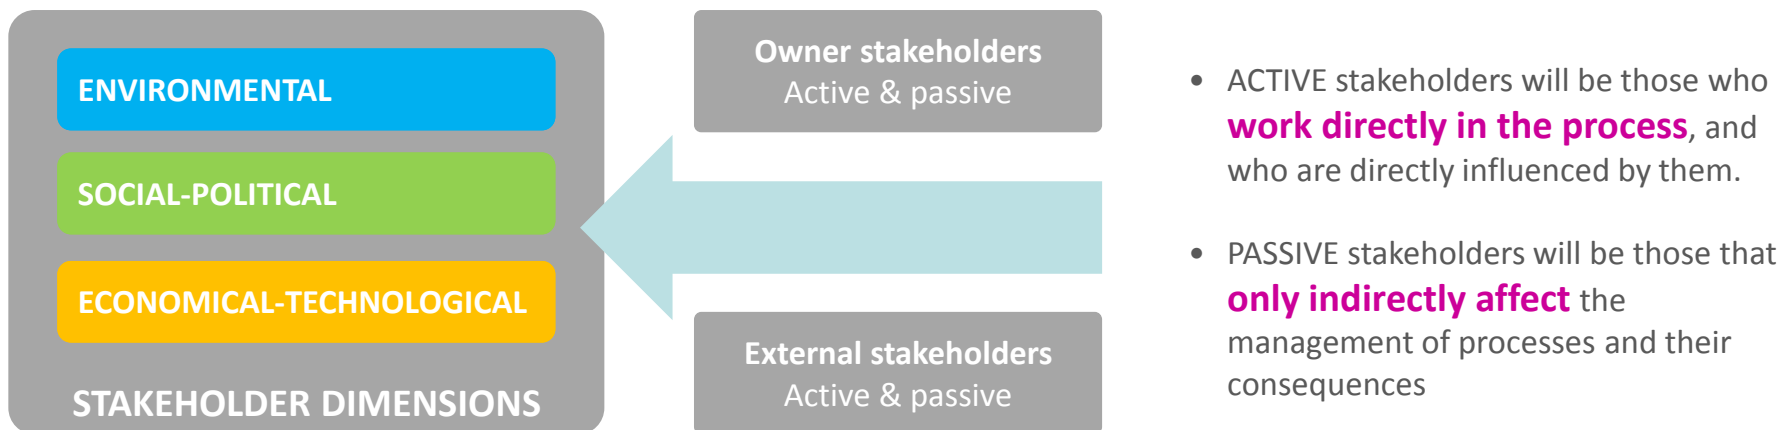 ENVIRONMENTAL
SOCIAL-POLITICAL
ECONOMICAL-TECHNOLOGICAL
STAKEHOLDER DIMENSIONS
Owner stakeholders
Active & passive
External stakeholders
Active & passive
• ACTIVE stakeholders will be those who
work directly in the process, and
who are directly influenced by them.
• PASSIVE stakeholders will be those that
only indirectly affect the
management of processes and their
consequences